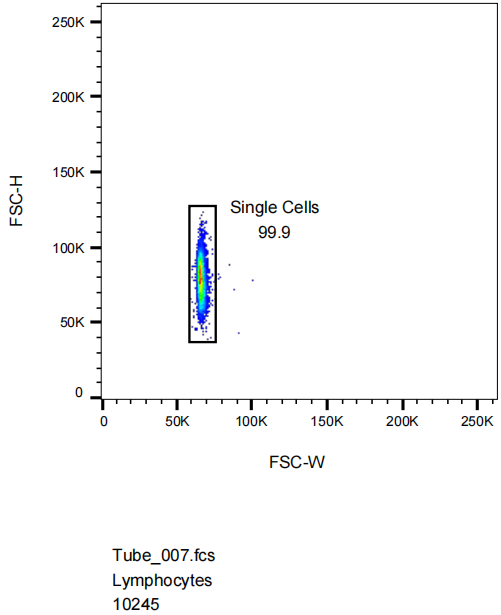 250K
200K
150K
100K
50K
0
FSC-H
Single Cells
99.9
0 50K 100K 150K 200K 250K
FSC-W
Tube_007.fcs
Lymphocytes
10245